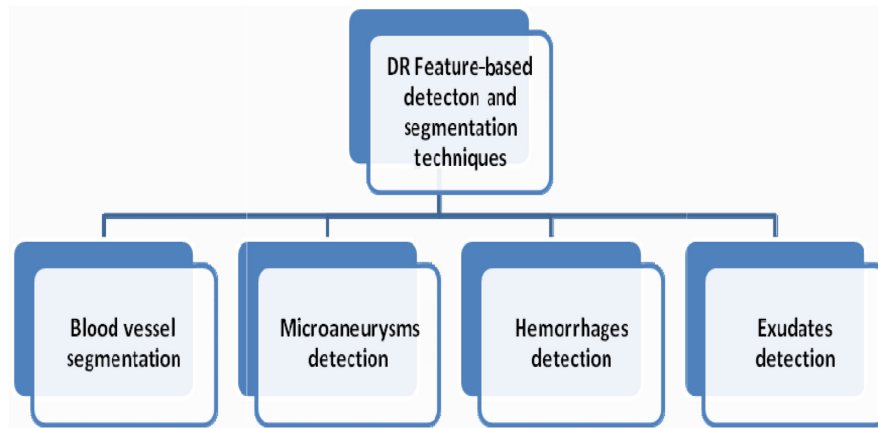 DR Feature-based
detecton and
segmentation
techniques
Blood vessel
segmentation
Microaneurysms
detection
Hemorrhages
detection
Exudates
detection